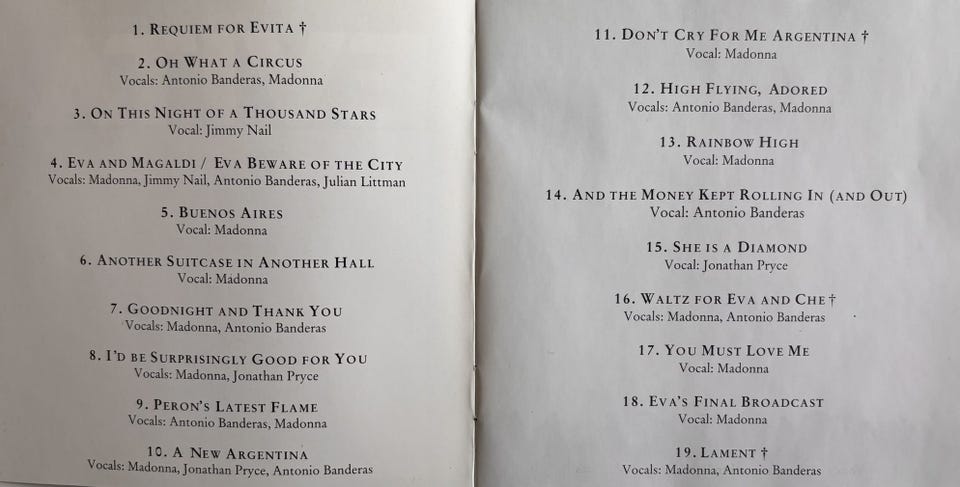 1. Requiem for Evita †
2. Oh What a Circus
Vocals: Antonio Banderas, Madonna
3. On This Night of a Thousand Stars
Vocal: Jimmy Nail
4. Eva and Magaldi / Eva Beware of the City
Vocals: Madonna, Jimmy Nail, Antonio Banderas, Julian Littman
5. Buenos Aires
Vocal: Madonna
6. Another Suitcase in Another Hall
Vocal: Madonna
7. Goodnight and Thank You
Vocals: Madonna, Antonio Banderas
8. I'd be Surprisingly Good for You
Vocals: Madonna, Jonathan Pryce
9. Peron's Latest Flame
Vocals: Antonio Banderas, Madonna
10. A New Argentina
Vocals: Madonna, Jonathan Pryce, Antonio Banderas
11. Don't Cry For Me Argentina †
Vocal: Madonna
12. High Flying, Adored
Vocals: Antonio Banderas, Madonna
13. Rainbow High
Vocal: Madonna
14. And the Money Kept Rolling In (and Out)
Vocal: Antonio Banderas
15. She is a Diamond
Vocal: Jonathan Pryce
16. Waltz for Eva and Che †
Vocals: Madonna, Antonio Banderas
17. You Must Love Me
Vocal: Madonna
18. Eva's Final Broadcast
Vocal: Madonna
19. Lament †
Vocals: Madonna, Antonio Banderas